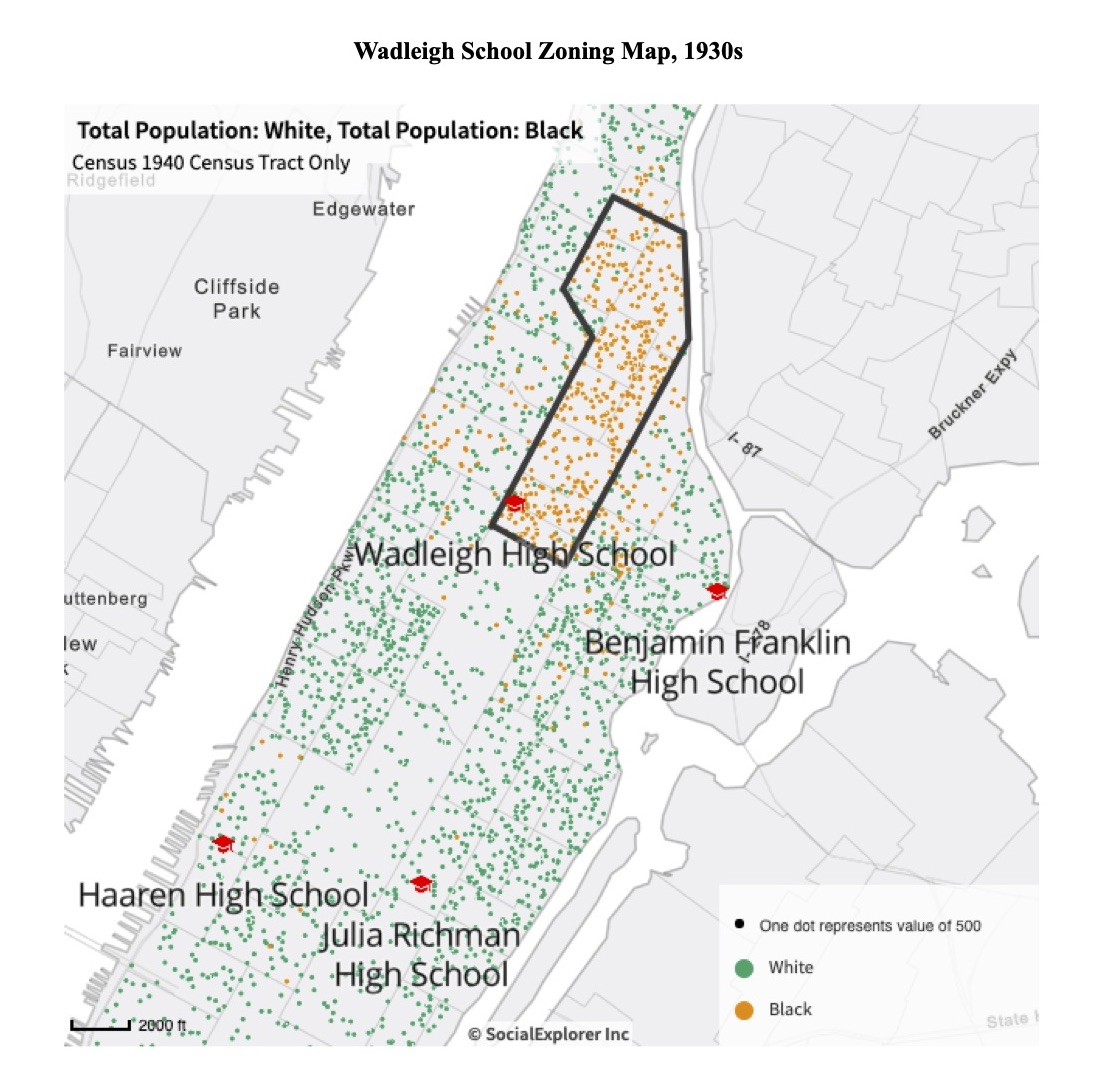 Wadleigh School Zoning Map, 1930s
Total Population: White, Total Population: Black
Census 1940 Census Tract Only
Ridgefield
Edgewater
Cliffside
Park
Fairview
Bruckner Expy
I- 87
Wadleigh High School
Henry Hudson Pkwy
uttenberg
Benjamin Franklin
High School
Haaren High School
Julia Richman
High School
One dot represents value of 500
White
Black
2000 ft
© SocialExplorer Inc
State